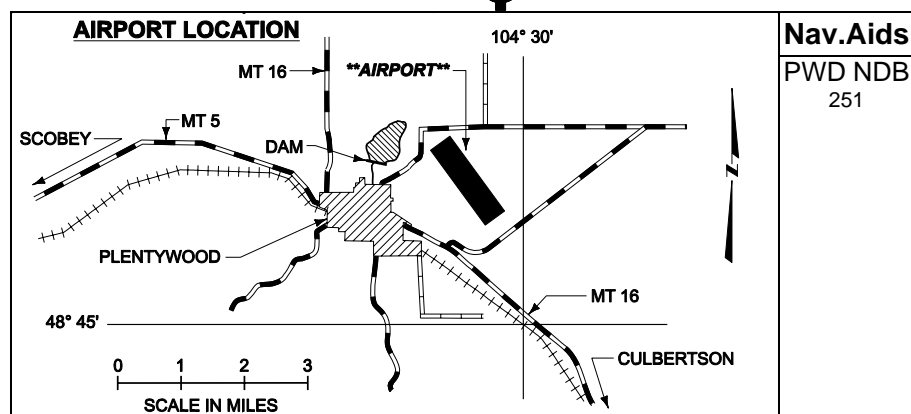 AIRPORT LOCATION
104° 30'
MT 16
**AIRPORT**
MT 5
SCOBEY
DAM
N
PLENTYWOOD
MT 16
48° 45'
CULBERTSON
0 1 2 3
SCALE IN MILES
Nav.Aids
PWD NDB
251